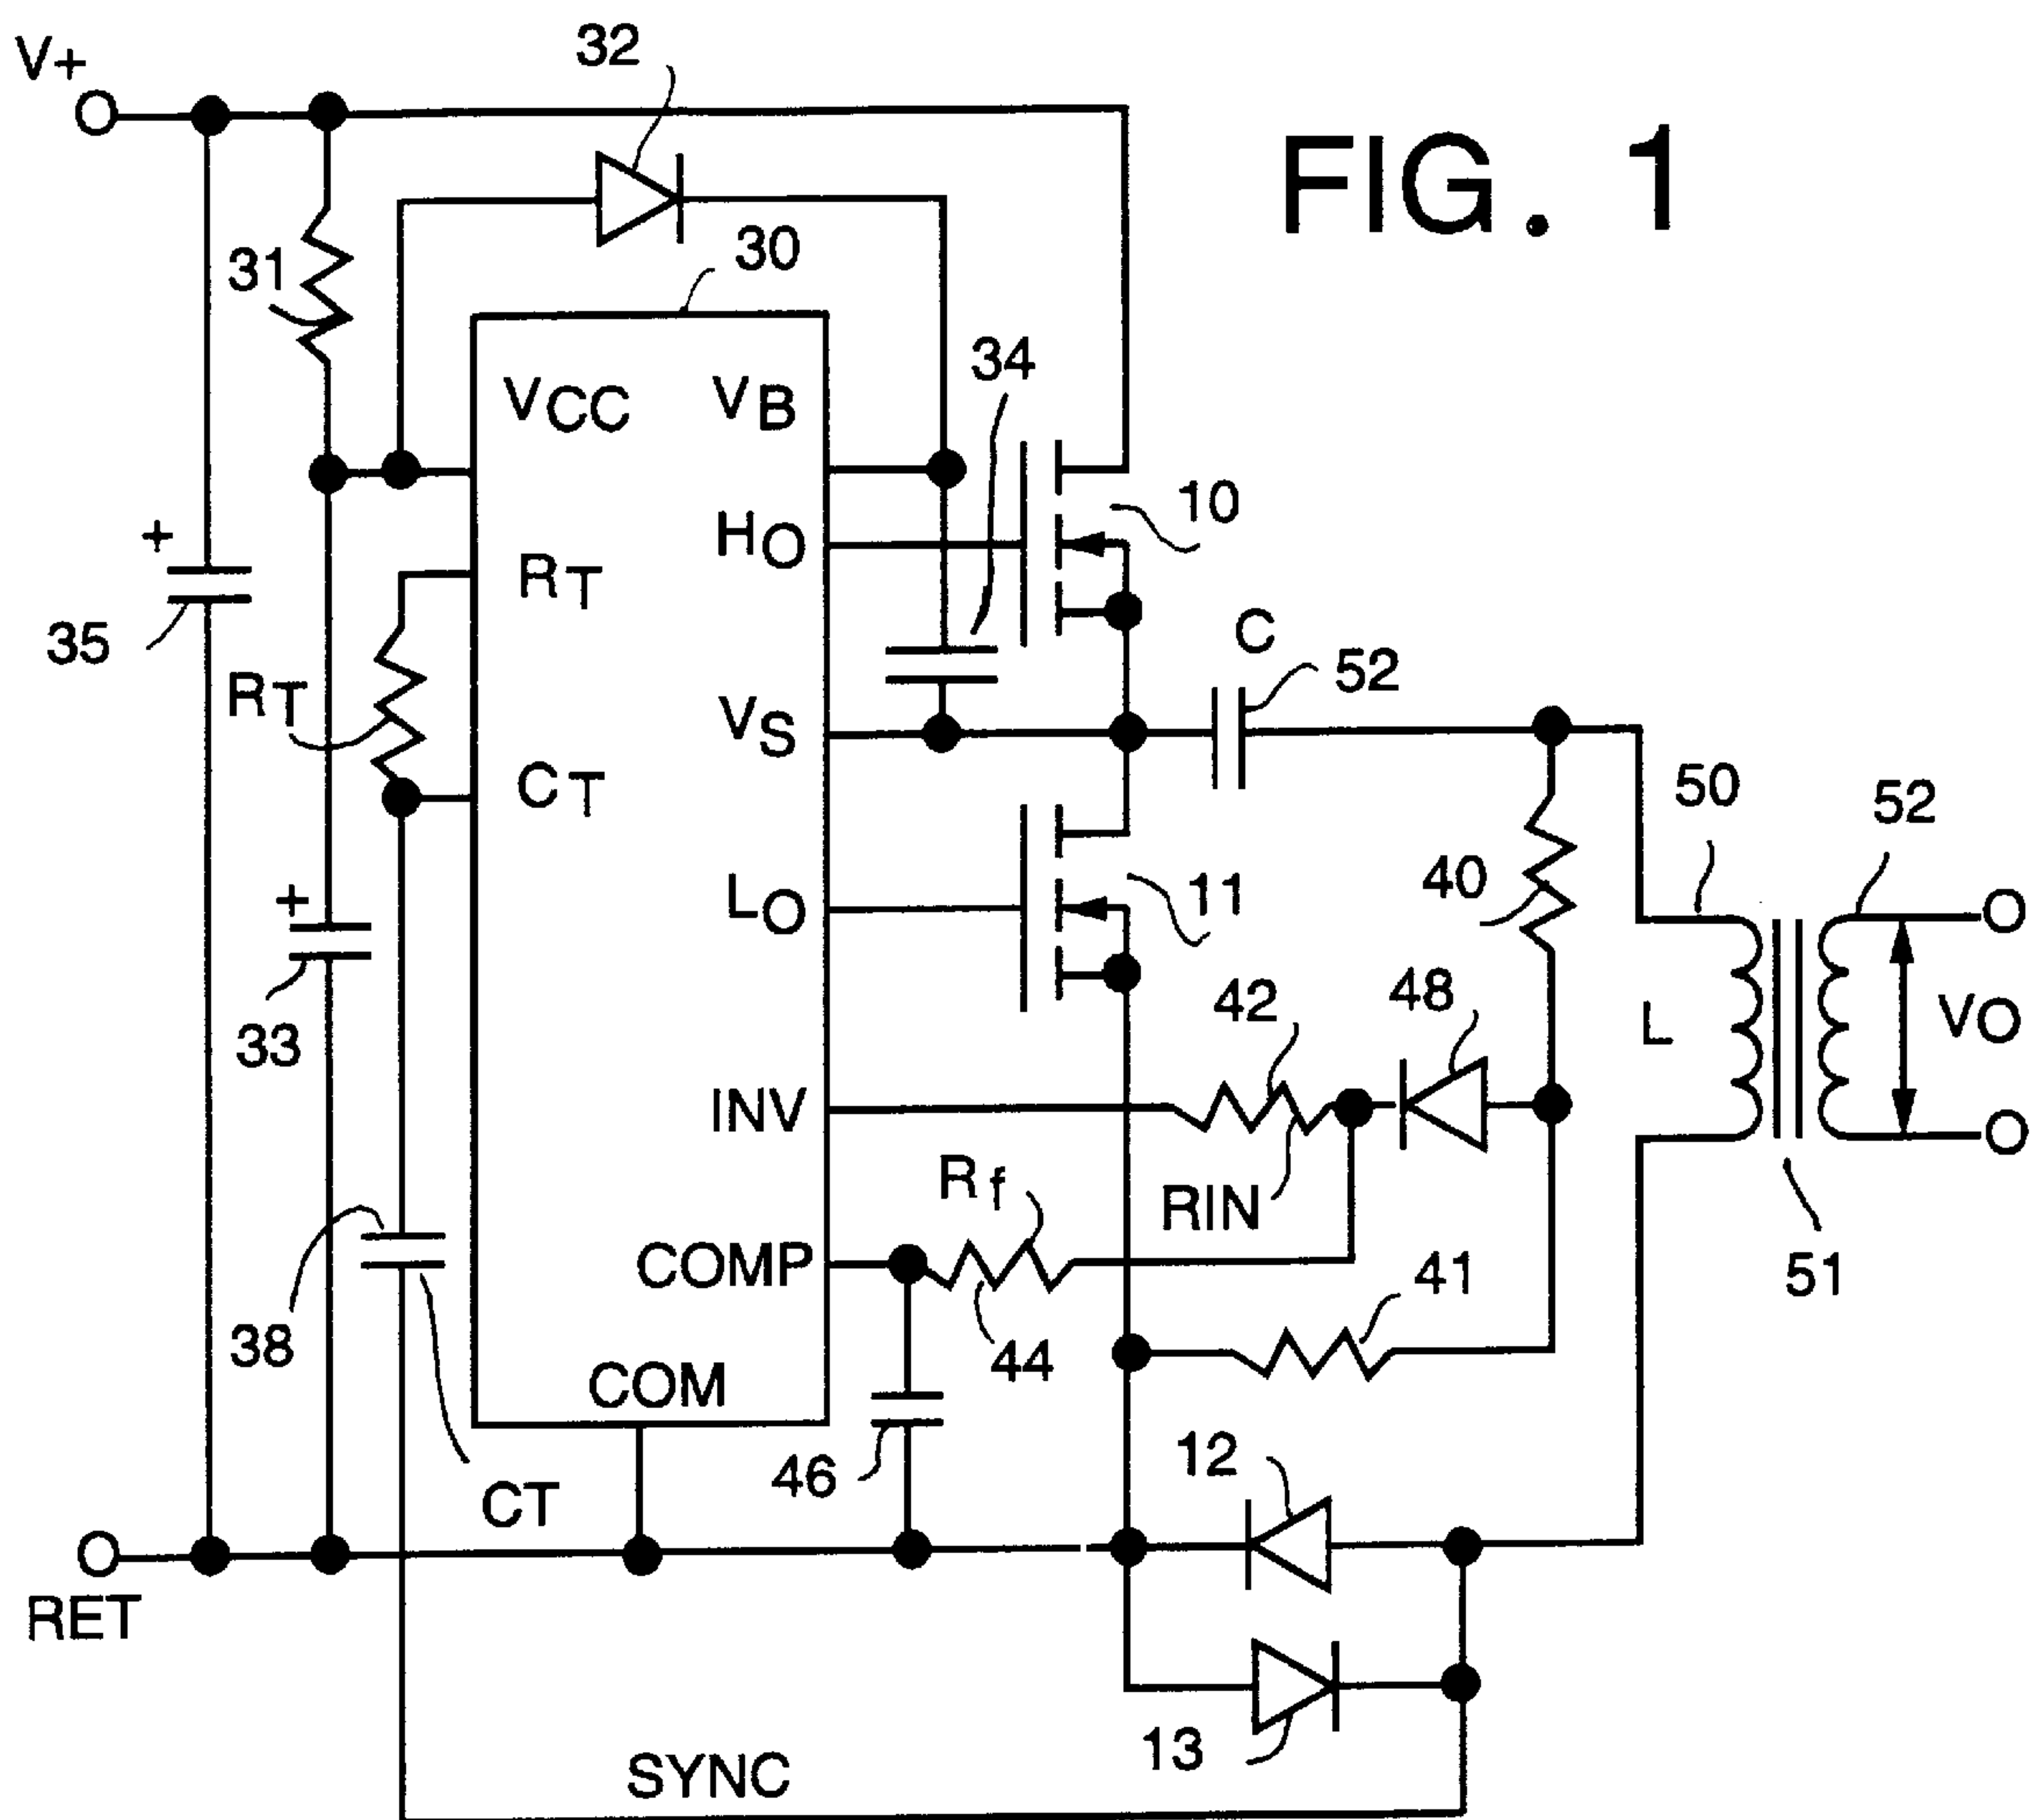 32
V+
FIG. 1
31
30
34
VCC
VB
10
+
HO
RT
35
C
52
RT
VS
CT
50
52
40
11
+
LO
42
48
33
L
VO
INV
Rf
RIN
COMP
41
51
38
44
COM
12
46
CT
RET
13
SYNC